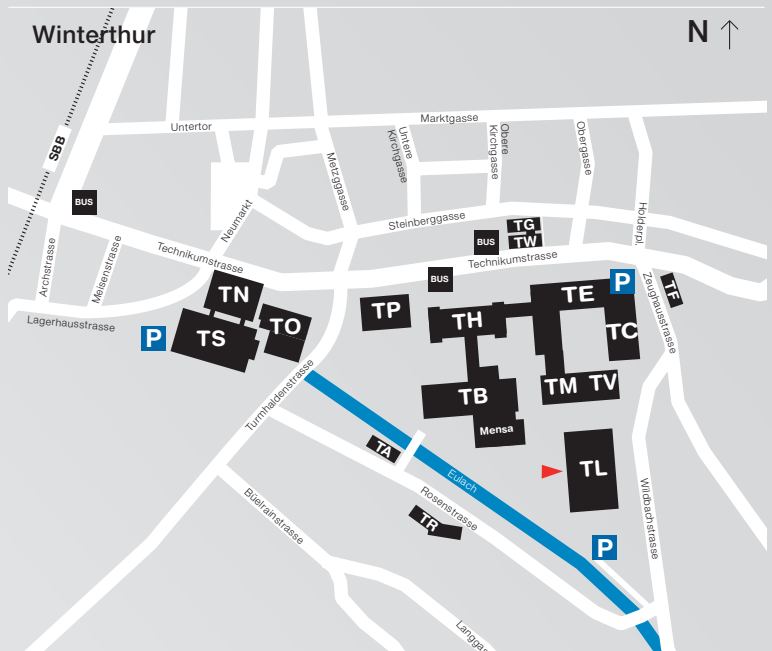 Winterthur
N
SBB
Untertor
Marktgasse
Untere
Kirchgasse
Obere
Kirchgasse
Obergasse
Metzggasse
Holderpl.
BUS
Neumarkt
Steinberggasse
TG
TW
BUS
Archstrasse
Meisenstrasse
Technikumstrasse
Technikumstrasse
BUS
Zeughausstrasse
P
TF
TN
TE
TP
TH
TO
TS
TC
P
Lagerhausstrasse
Turmhaldenstrasse
TB
TM
TV
Mensa
TA
TL
Eulach
Büelrainstrasse
Rosenstrasse
TR
Wildbachstrasse
P
Langgas